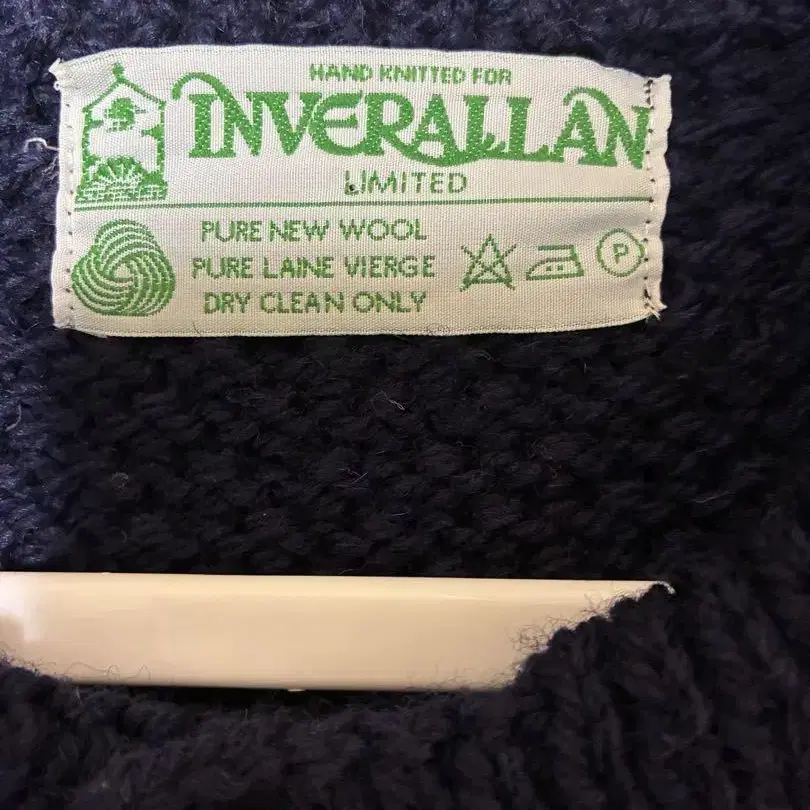 HAND KNITTED FOR
INVERALLAN
LIMITED
PURE NEW WOOL
PURE LAINE VIERGE
DRY CLEAN ONLY
P